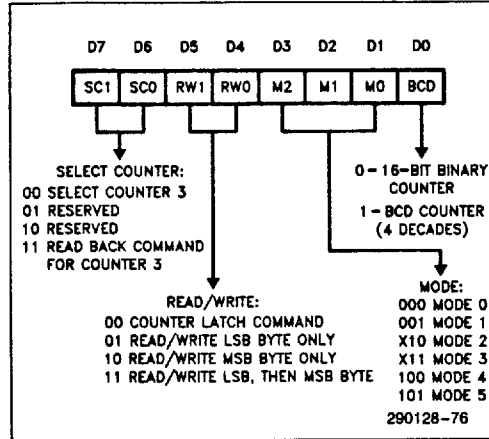 D7 D6 D5 D4 D3 D2 D1 D0
SC1 SC0 RW1 RW0 M2 M1 M0 BCD
SELECT COUNTER:
00 SELECT COUNTER 3
01 RESERVED
10 RESERVED
11 READ BACK COMMAND
FOR COUNTER 3
0-16-BIT BINARY
COUNTER
1-BCD COUNTER
(4 DECADES)
READ/WRITE:
00 COUNTER LATCH COMMAND
01 READ/WRITE LSB BYTE ONLY
10 READ/WRITE MSB BYTE ONLY
11 READ/WRITE LSB, THEN MSB BYTE
MODE:
000 MODE 0
001 MODE 1
X10 MODE 2
X11 MODE 3
100 MODE 4
101 MODE 5
290128-76